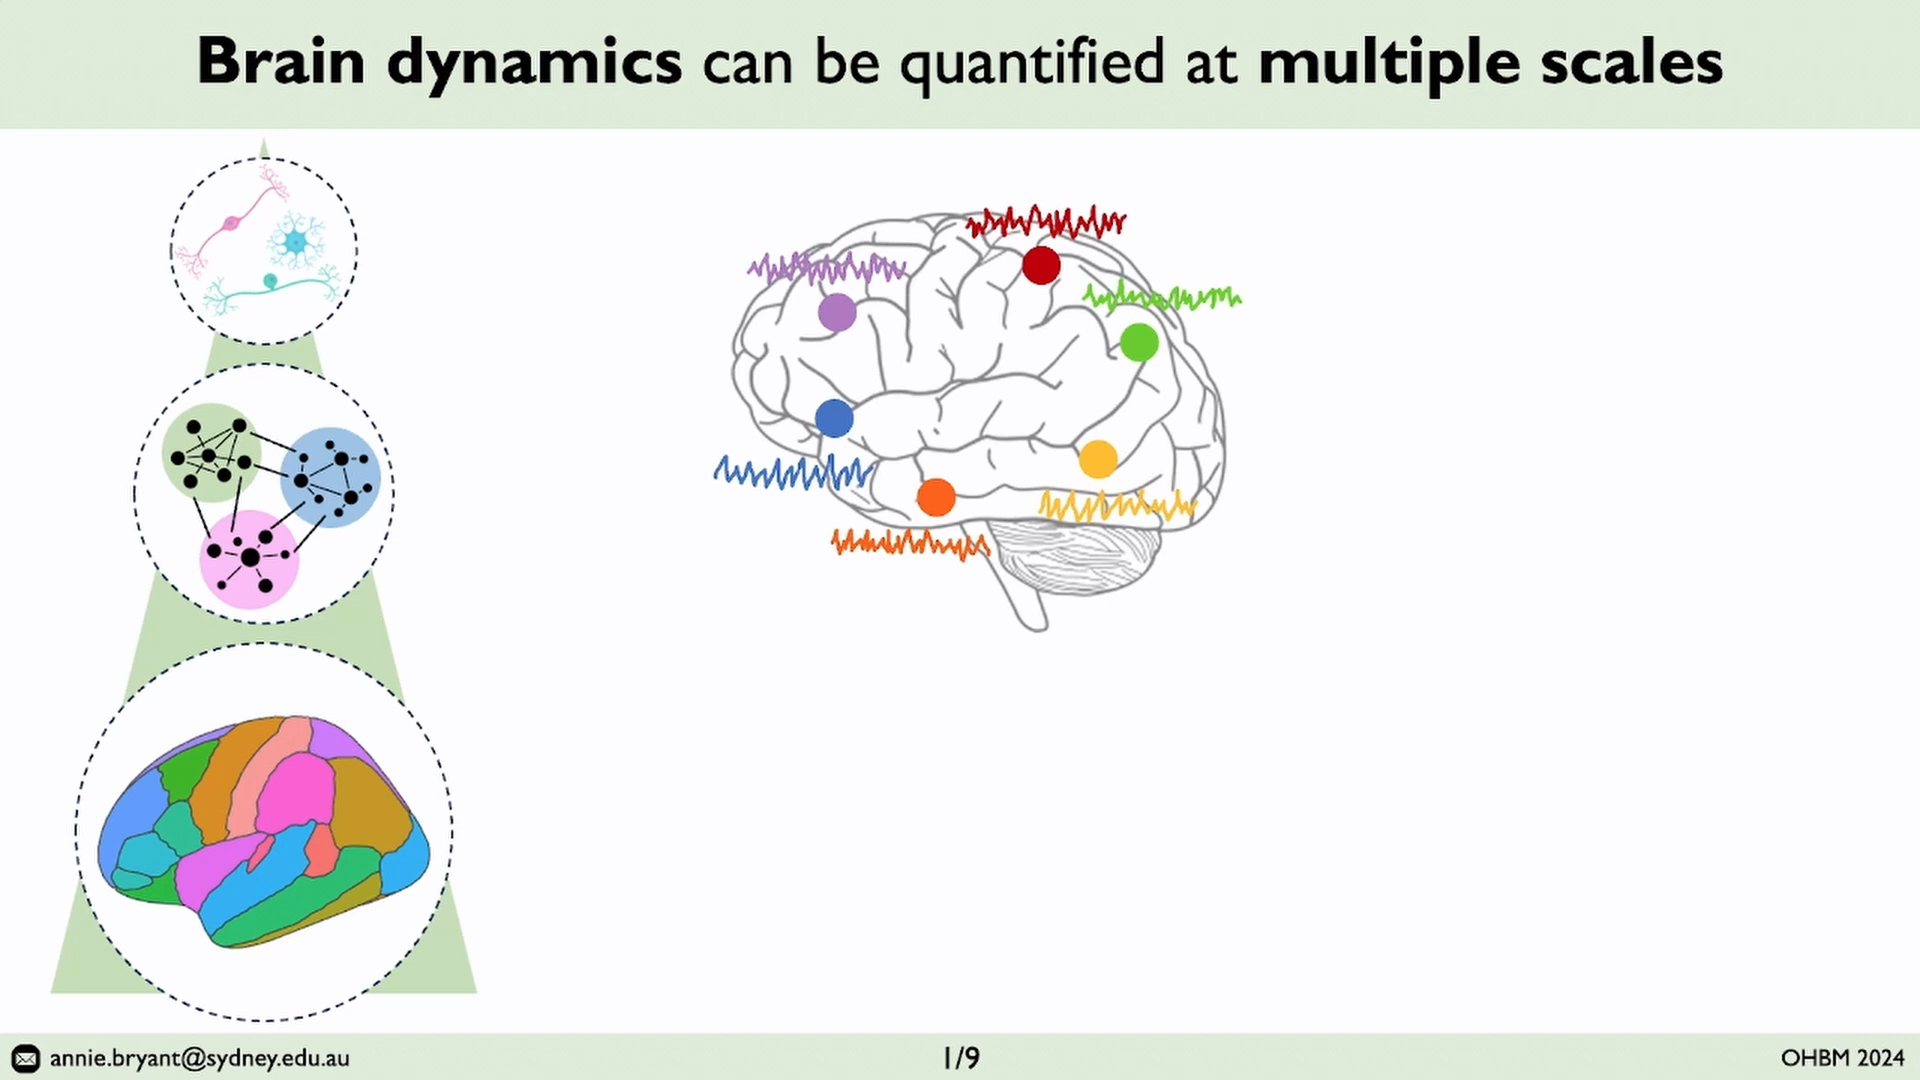 Brain dynamics can be quantified at multiple scales
annie.bryant@sydney.edu.au
1/9
OHBM 2024